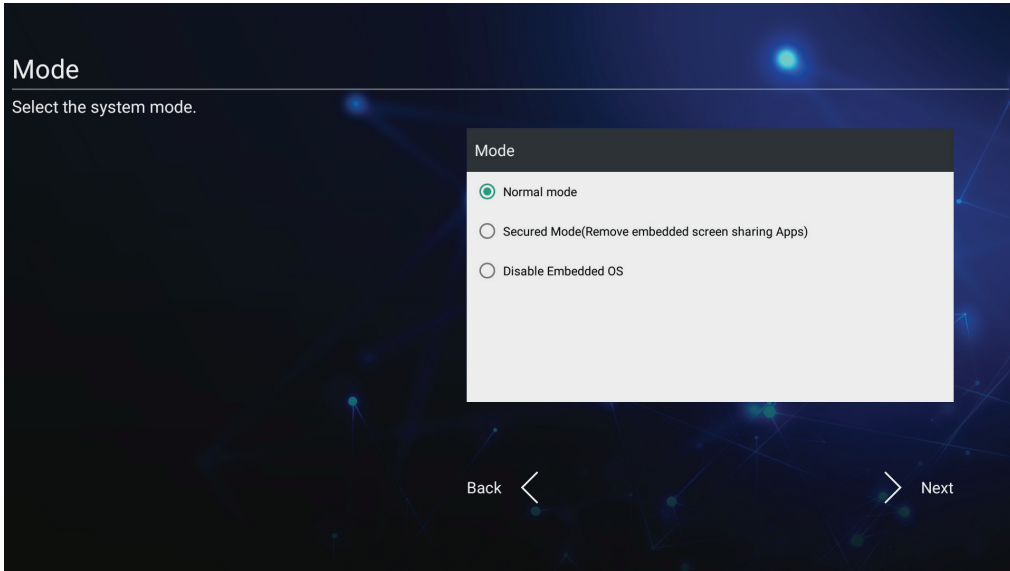 Mode
Select the system mode.
Mode
Normal mode
Secured Mode(Remove embedded screen sharing Apps)
Disable Embedded OS
Back
Next